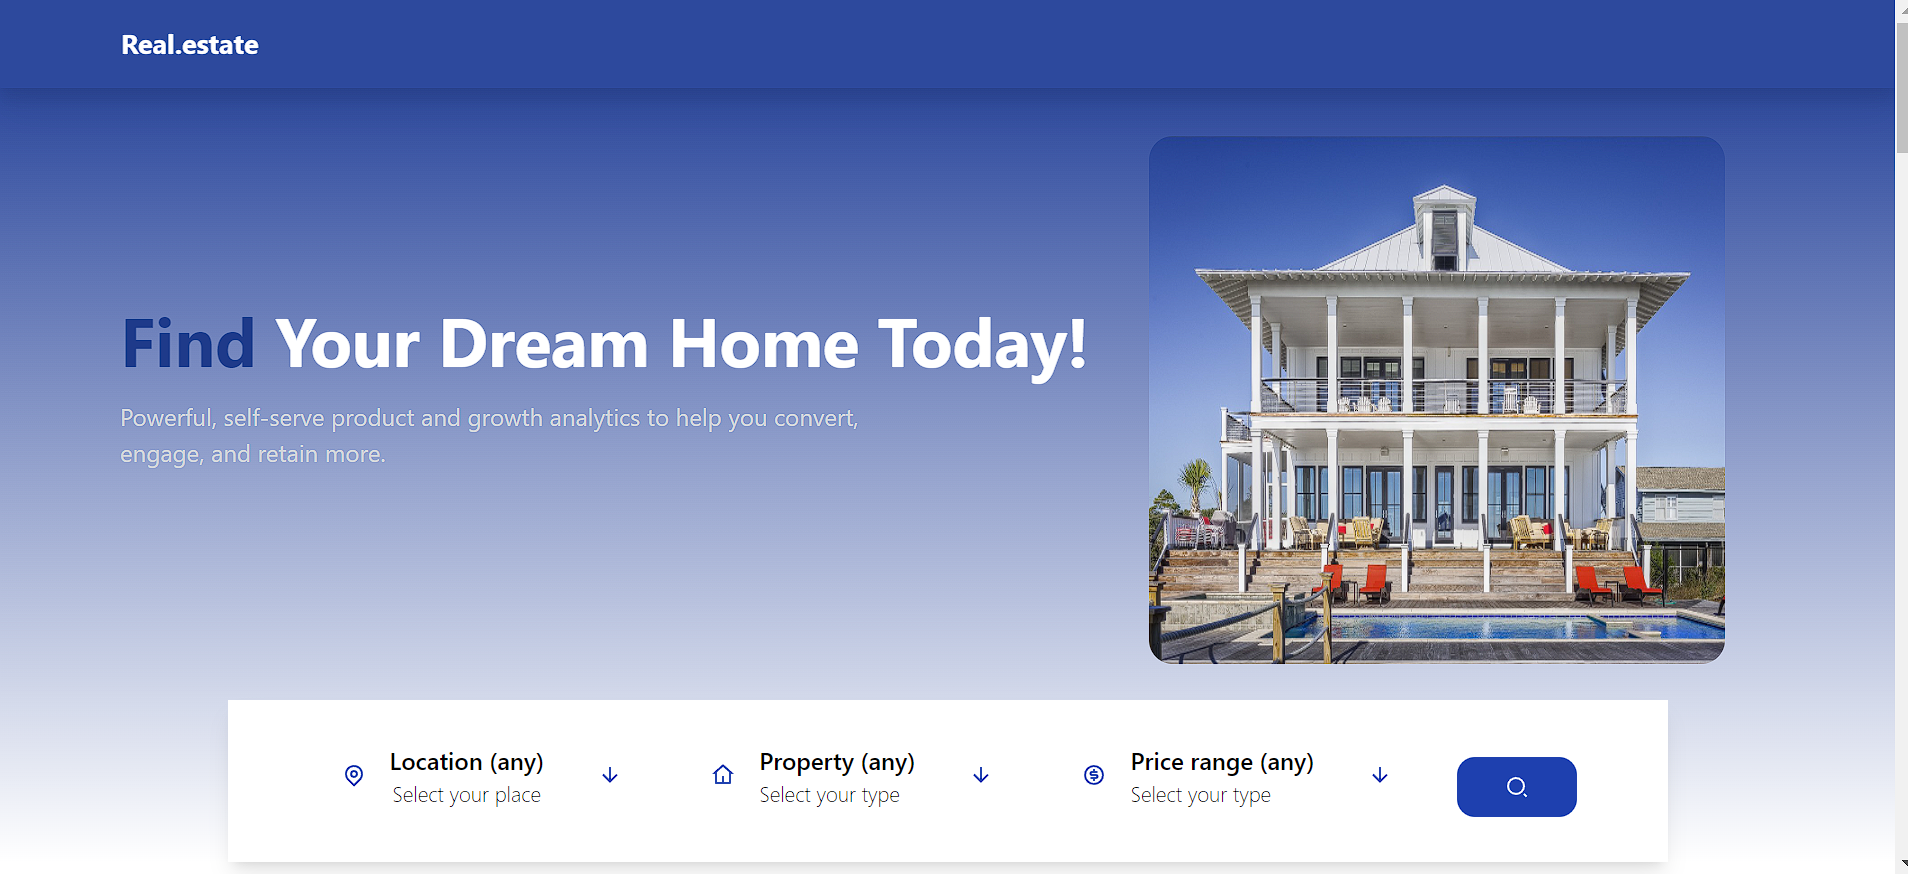 Real.estate
Find Your Dream Home Today!
Powerful, self-serve product and growth analytics to help you convert,
engage, and retain more.
Location (any)
Select your place
Property (any)
Select your type
Price range (any)
Select your type